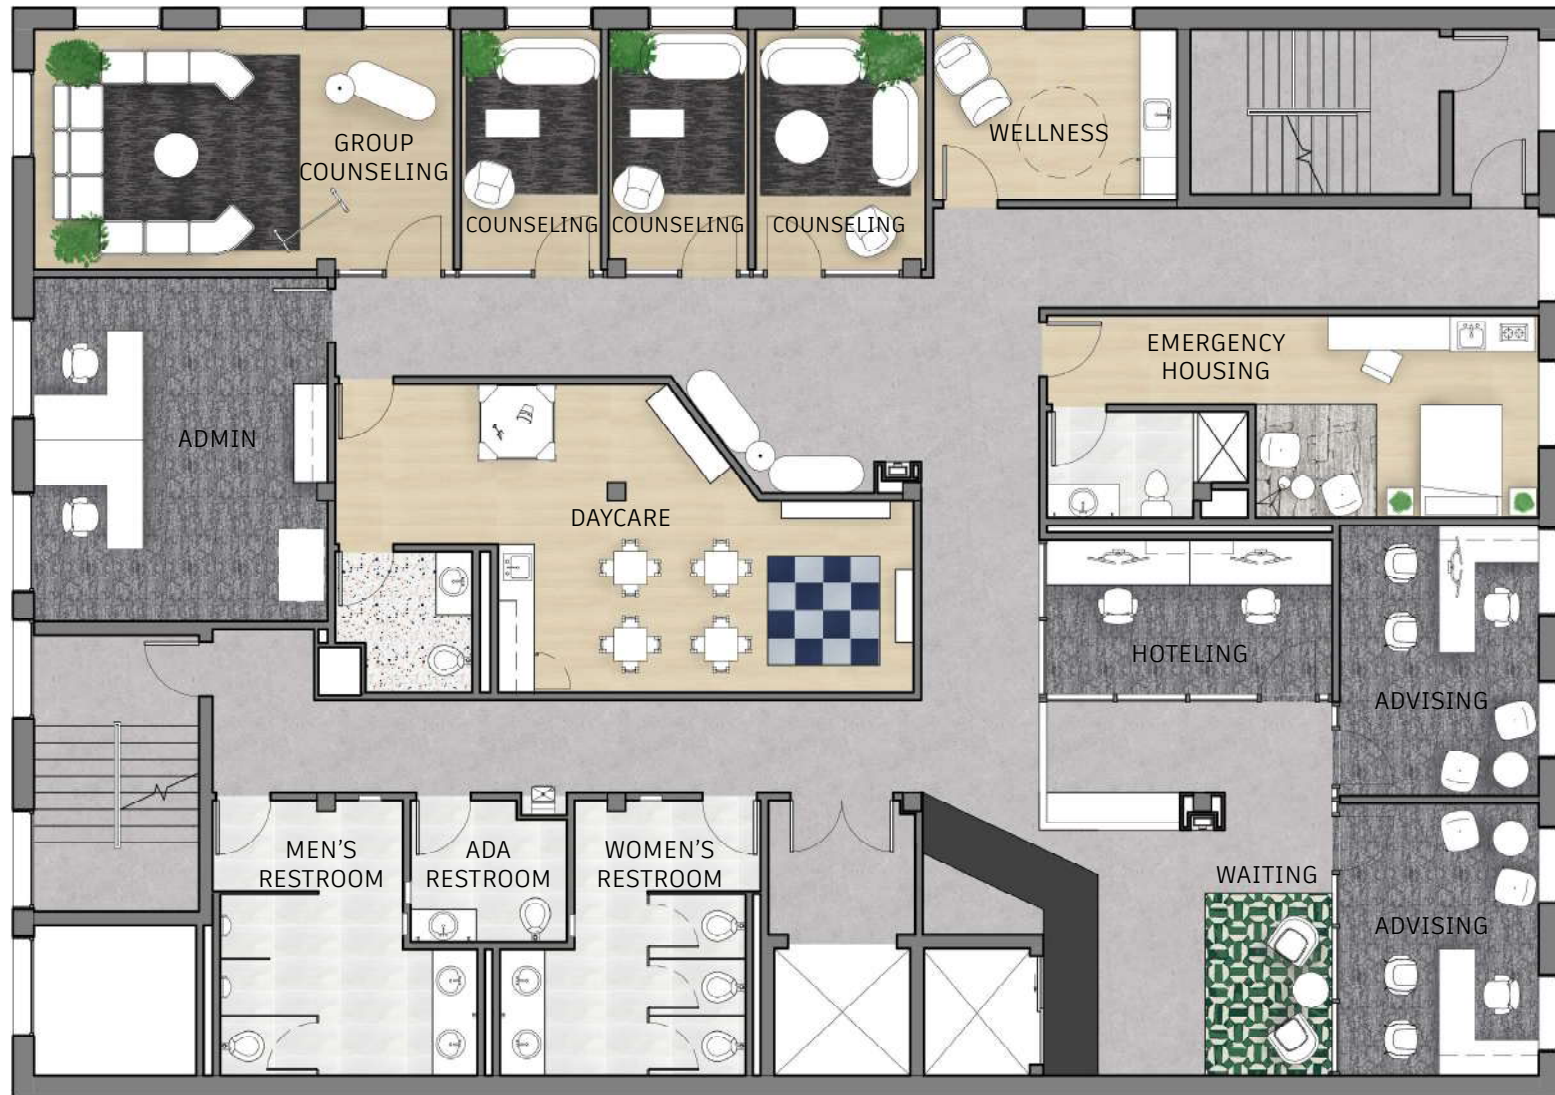 GROUP
COUNSELING
COUNSELING
COUNSELING
COUNSELING
WELLNESS
ADMIN
DAYCARE
EMERGENCY
HOUSING
HOTELING
ADVISING
MEN'S
RESTROOM
ADA
RESTROOM
WOMEN'S
RESTROOM
WAITING
ADVISING